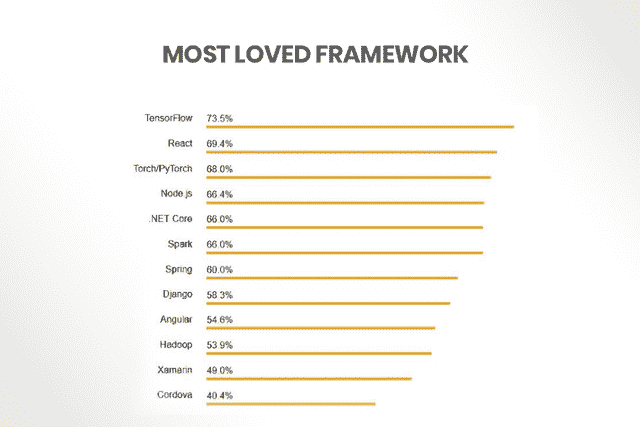 MOST LOVED FRAMEWORK
TensorFlow 73.5%
React 69.4%
Torch/PyTorch 68.0%
Node.js 66.4%
.NET Core 66.0%
Spark 66.0%
Spring 60.0%
Django 58.3%
Angular 54.6%
Hadoop 53.9%
Xamarin 49.0%
Cordova 40.4%